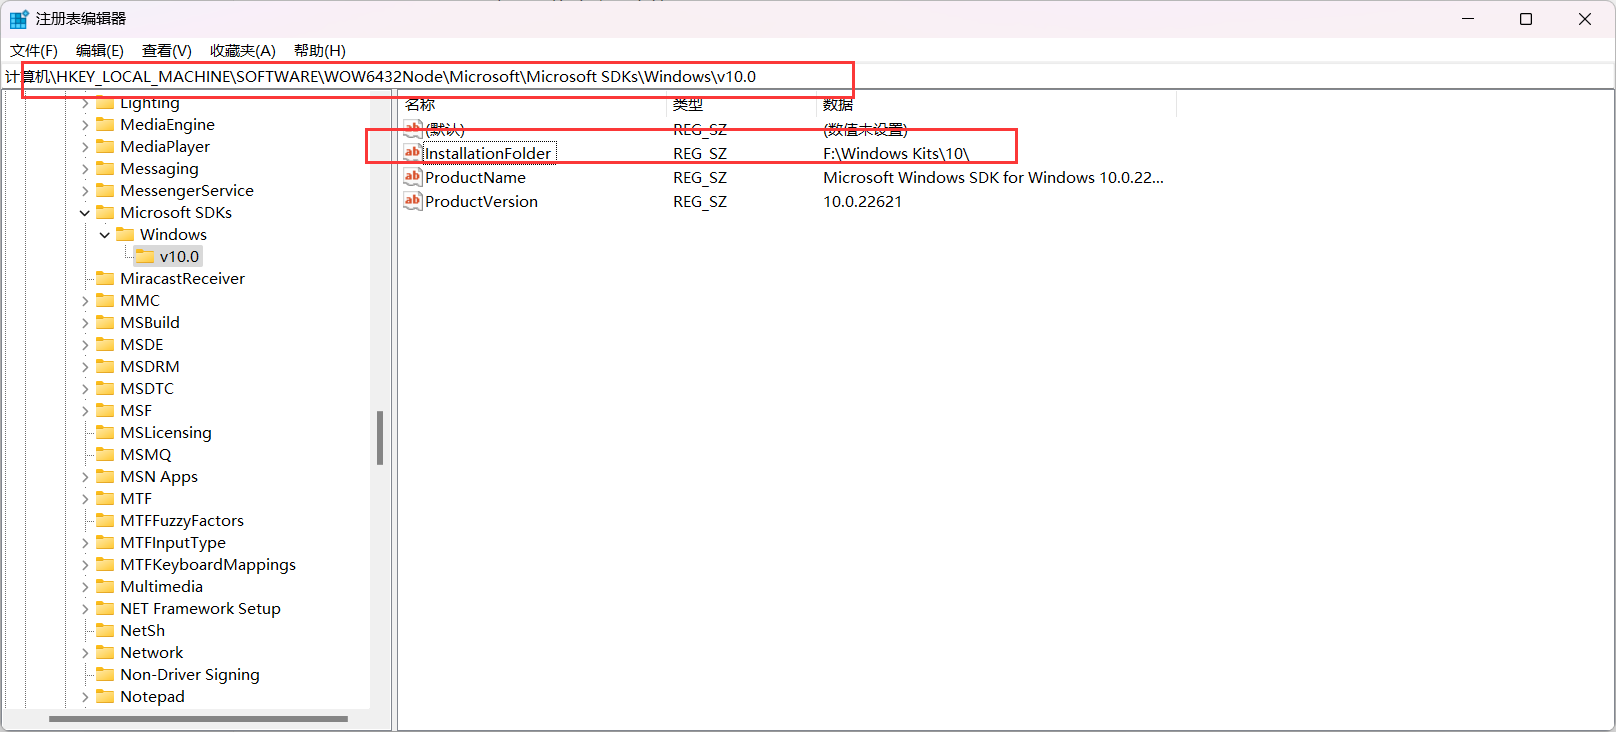 注册表编辑器
文件(F) 编辑(E) 查看(V) 收藏夹(A) 帮助(H)
计算机\HKEY_LOCAL_MACHINE\SOFTWARE\WOW6432Node\Microsoft\Microsoft SDKs\Windows\v10.0
Lighting
MediaEngine
MediaPlayer
Messaging
MessengerService
Microsoft SDKs
Windows
v10.0
MiracastReceiver
MMC
MSBuild
MSDE
MSDRM
MSDTC
MSF
MSLicensing
MSMQ
MSN Apps
MTF
MTFFuzzyFactors
MTFInputType
MTFKeyboardMappings
Multimedia
NET Framework Setup
NetSh
Network
Non-Driver Signing
Notepad
名称 类型 数据
ab (默认) REG_SZ (数值未设置)
ab InstallationFolder REG_SZ F:\Windows Kits\10\
ab ProductName REG_SZ Microsoft Windows SDK for Windows 10.0.22...
ab ProductVersion REG_SZ 10.0.22621